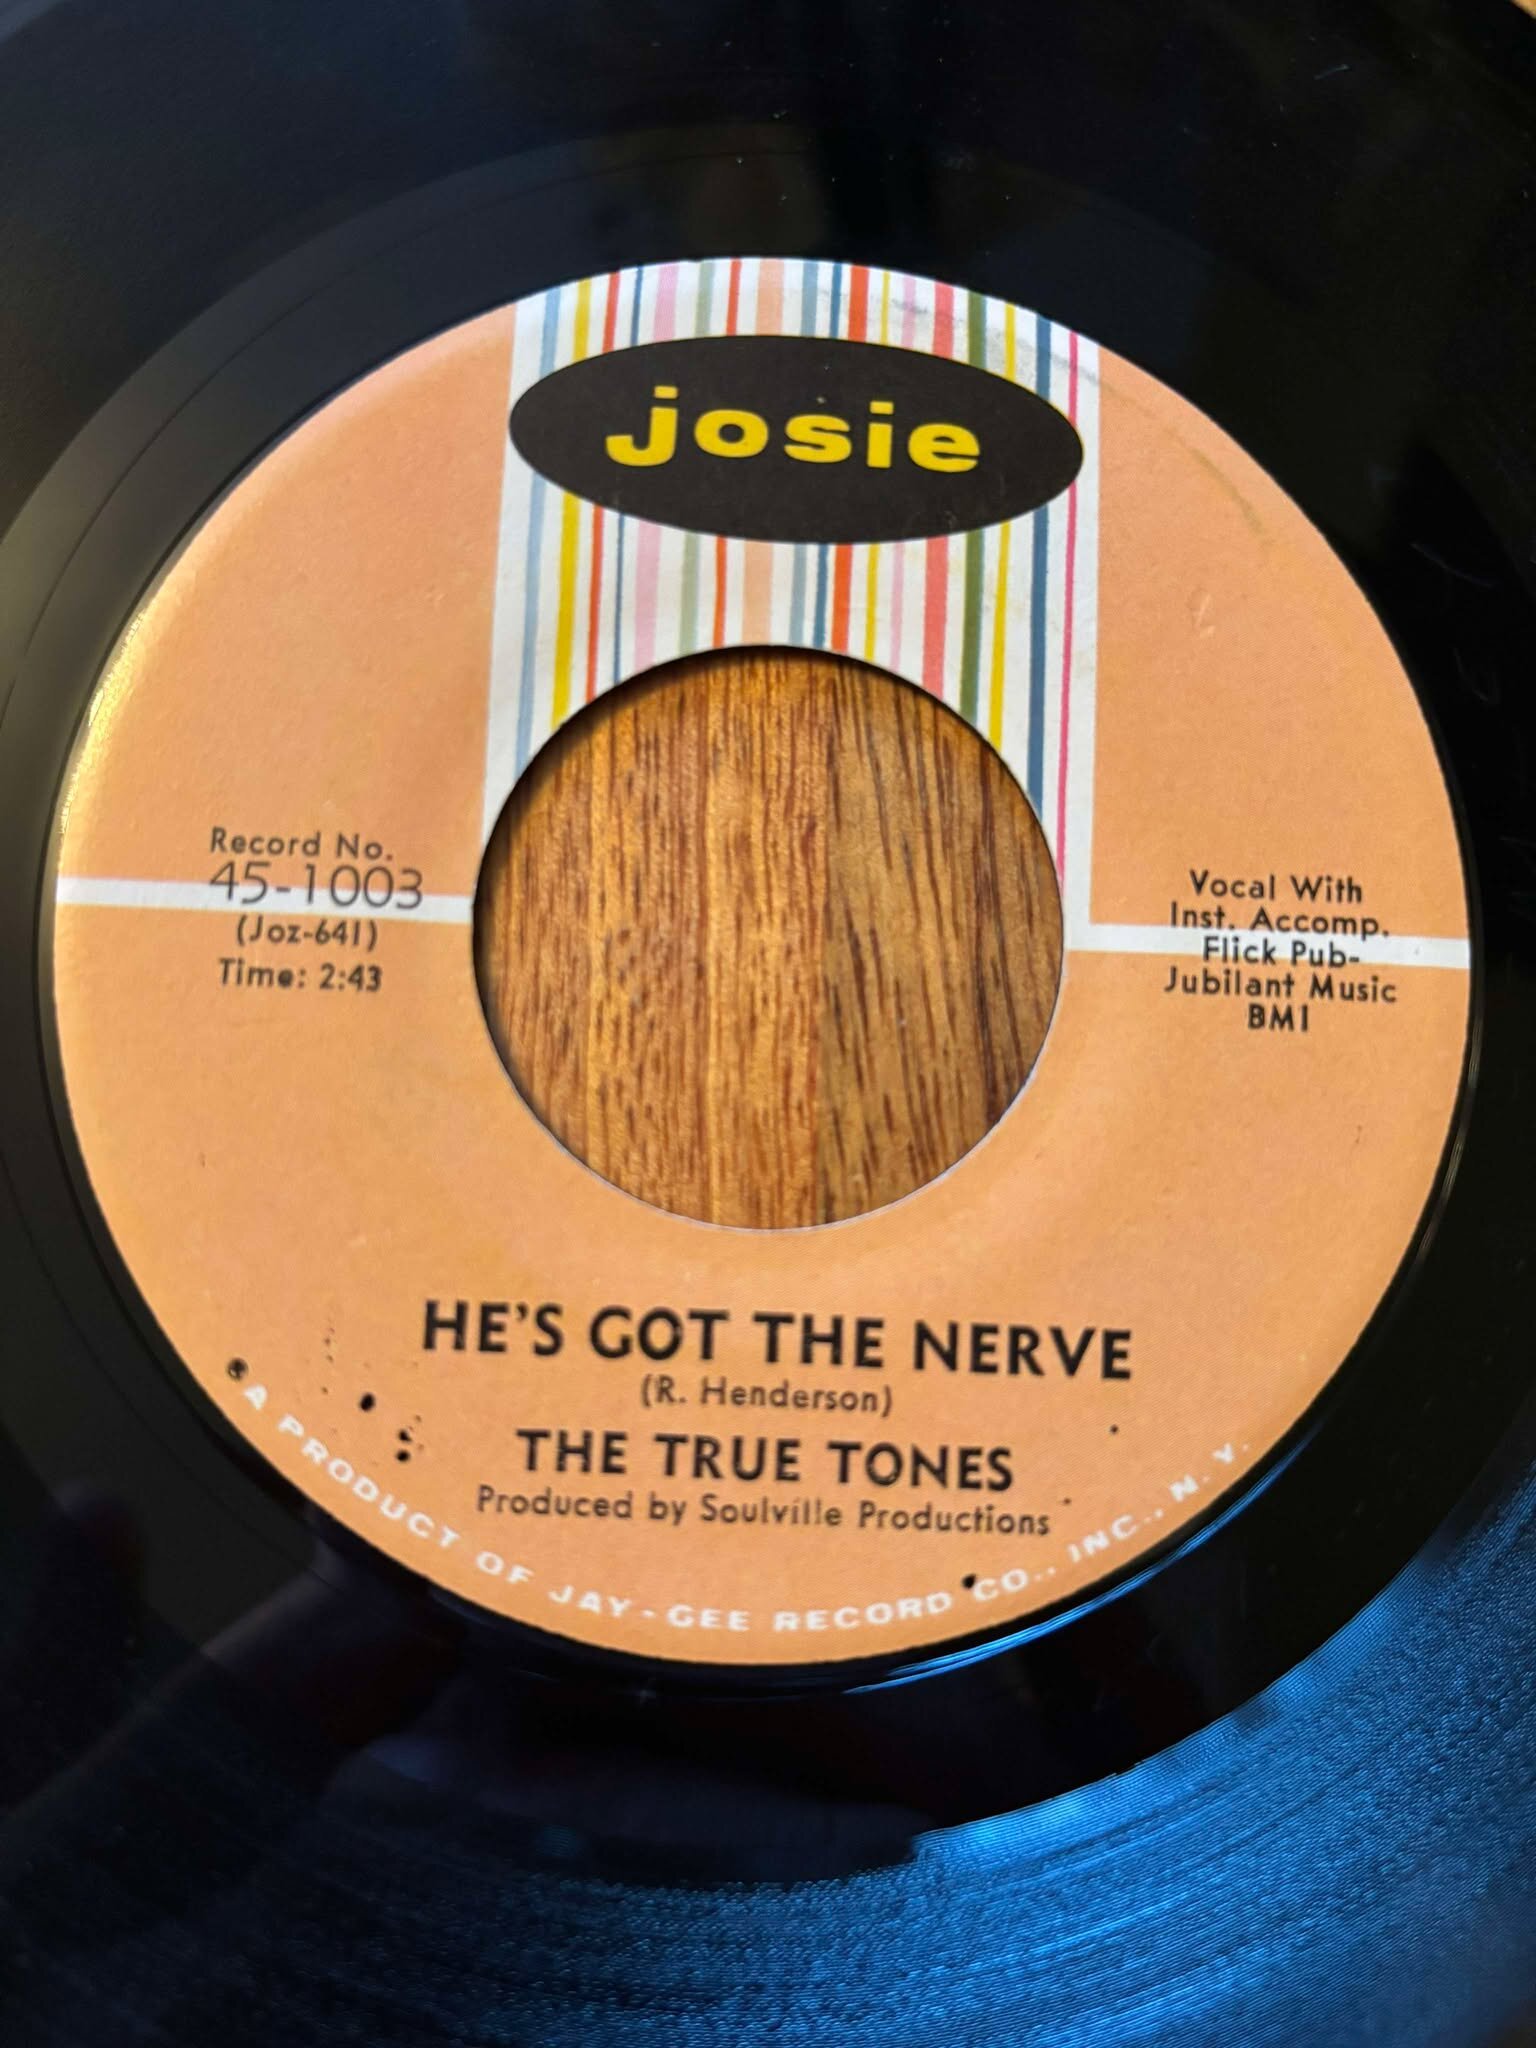 josie
Record No.
45-1003
(Joz-641)
Time: 2:43
Vocal With
Inst. Accomp.
Flick Pub-
Jubilant Music
BMI
HE'S GOT THE NERVE
(R. Henderson)
THE TRUE TONES
Produced by Soulville Productions
A PRODUCT OF JAY-GEE RECORD CO., INC., N. Y.